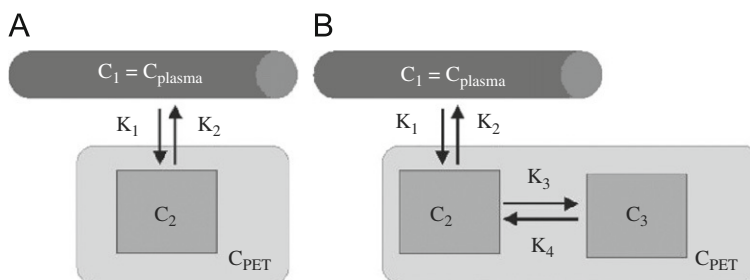 A
C₁ = Cplasma
K₁
K₂
C₂
CPET
B
C₁ = Cplasma
K₁
K₂
C₂
K₃
K₄
C₃
CPET